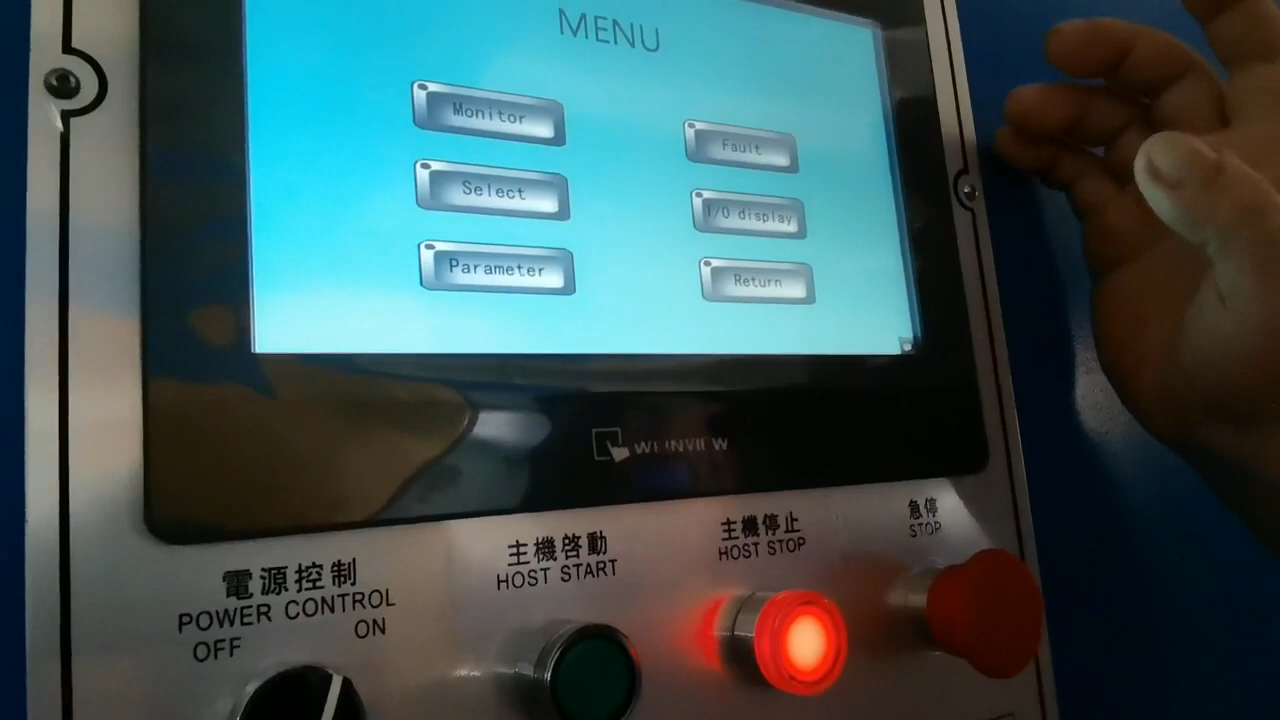 MENU
Monitor
Fault
Select
I/O display
Parameter
Return
WEINVIEW
電源控制
POWER CONTROL
OFF
ON
主機啓動
HOST START
主機停止
HOST STOP
急停
STOP